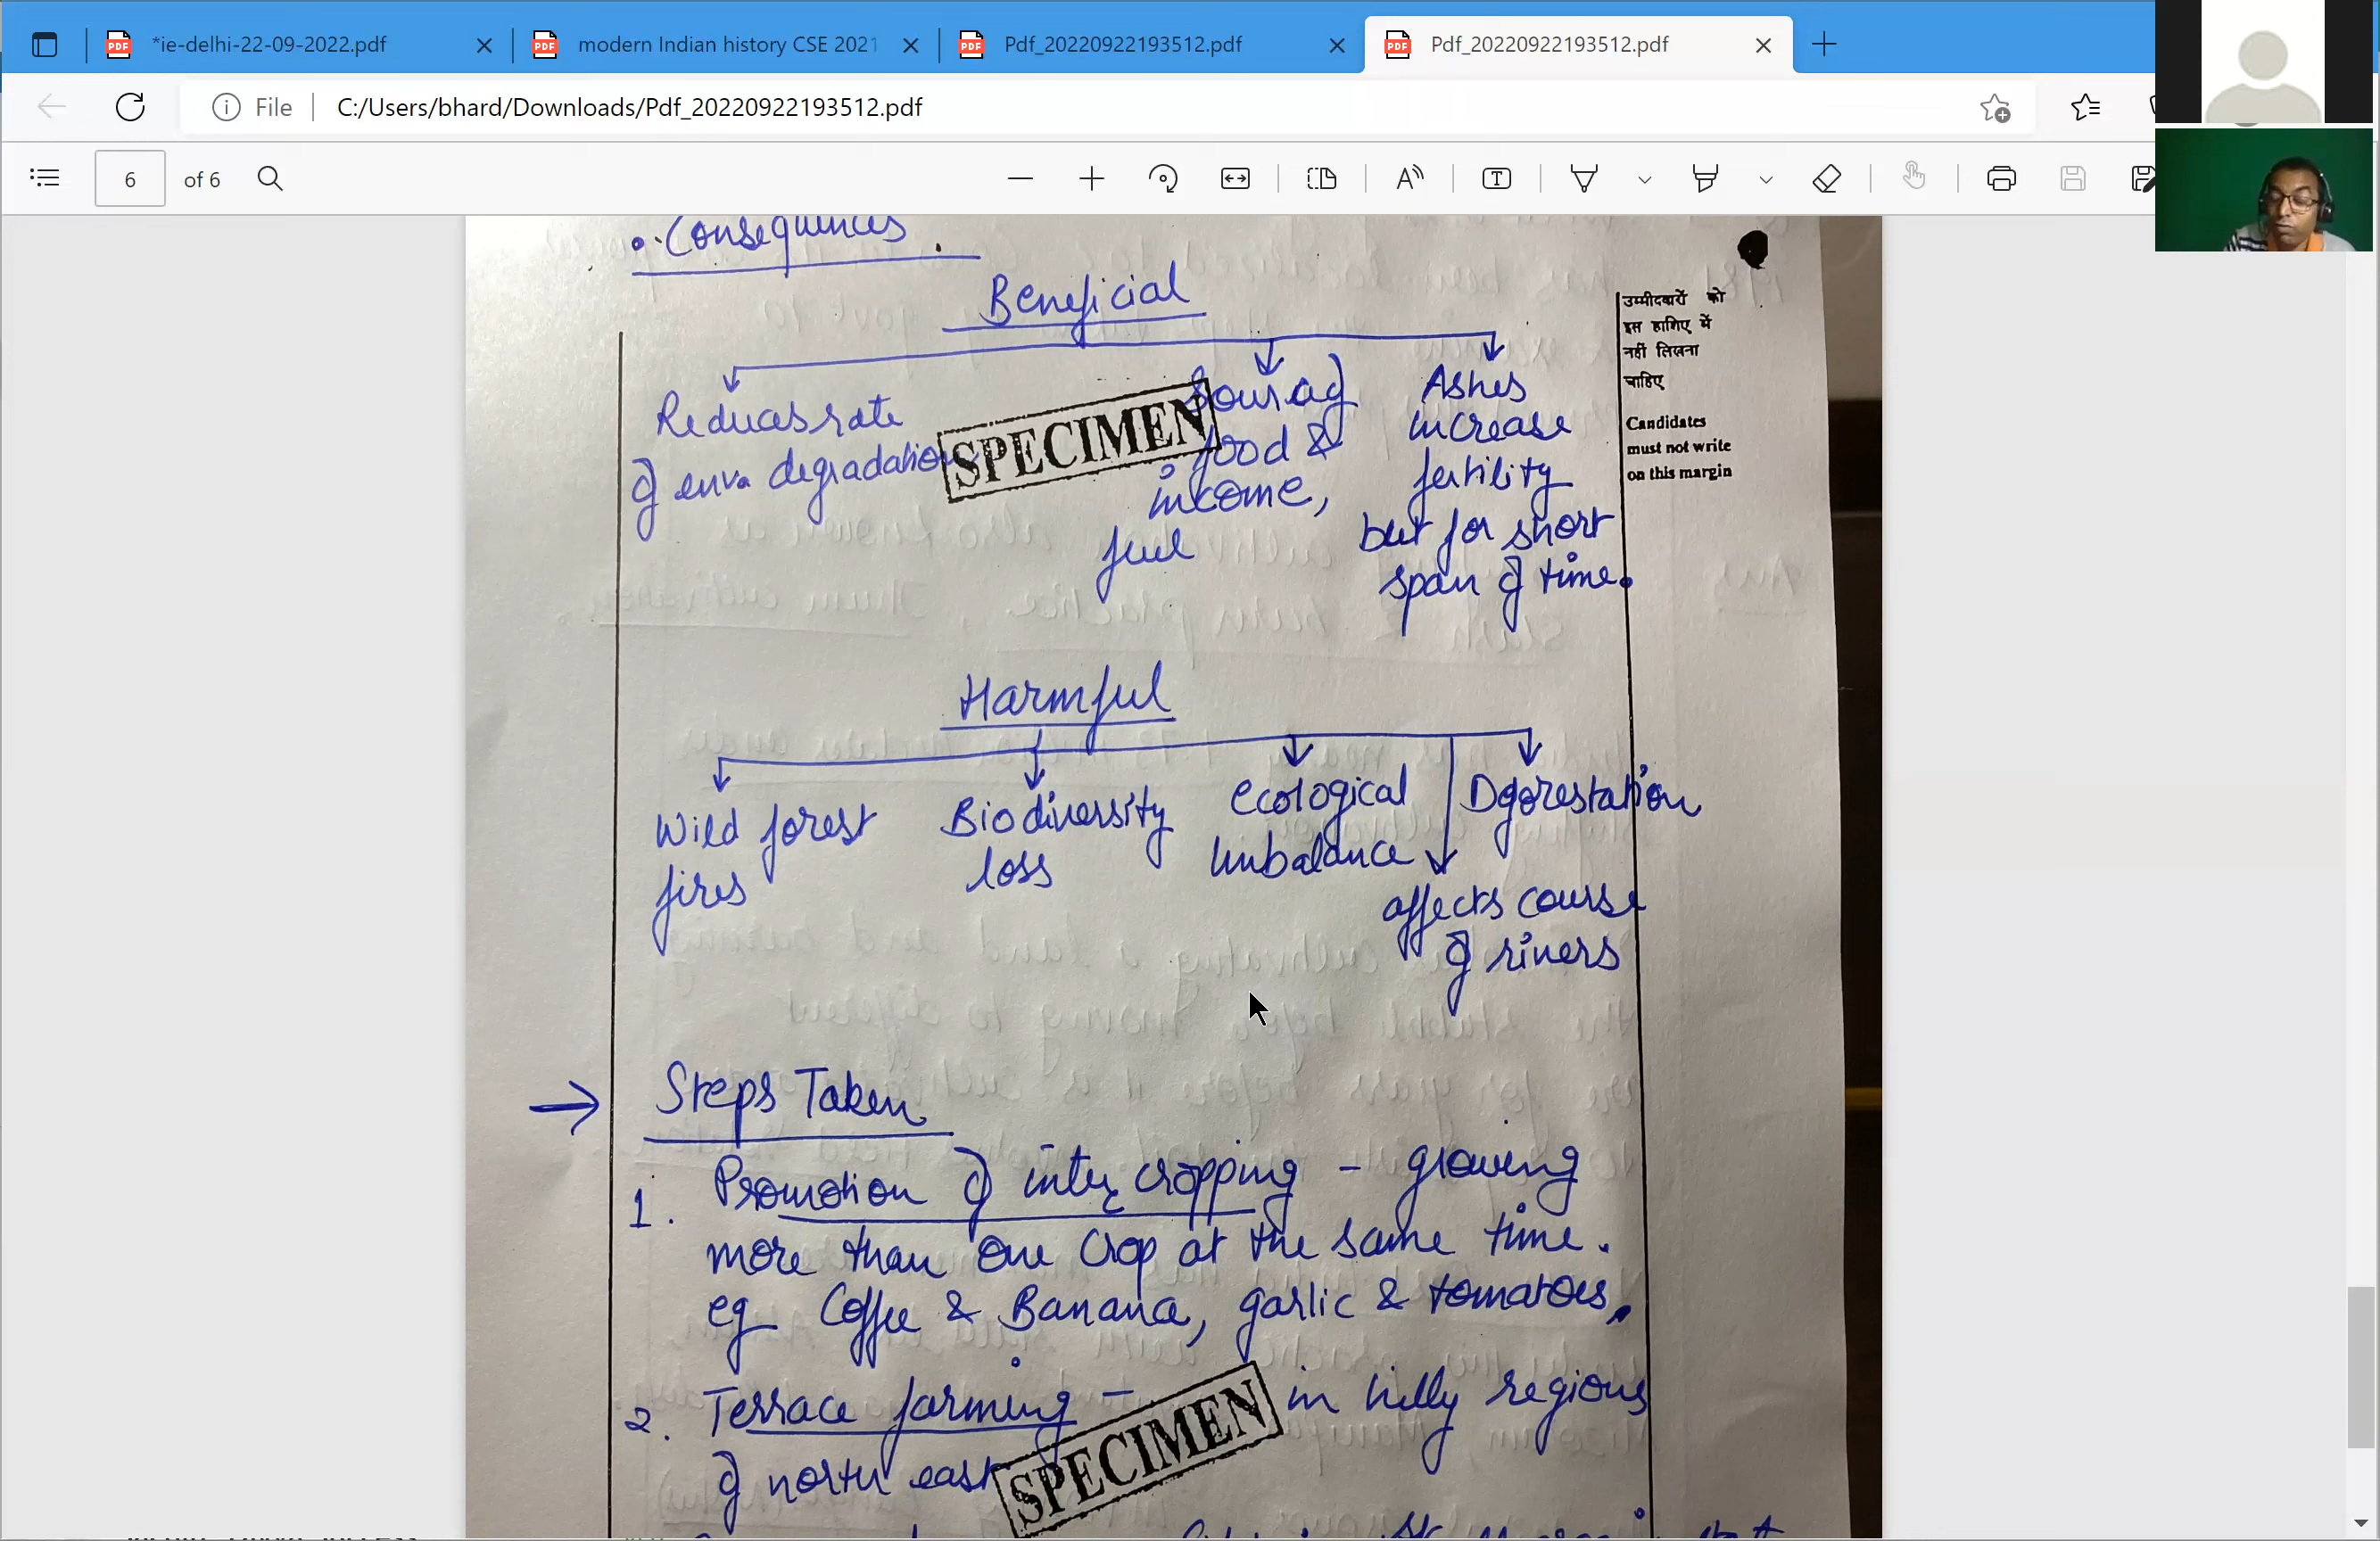 *ie-delhi-22-09-2022.pdf
modern Indian history CSE 2021
Pdf_20220922193512.pdf
Pdf_20220922193512.pdf
File
C:/Users/bhard/Downloads/Pdf_20220922193512.pdf
6 of 6
• Consequences
Beneficial
Reduces rate
of env. degradation
Sour of
food &
income,
fuel
Ashes
increase
fertility
but for short
span of time.
SPECIMEN
उम्मीदवारों को
इस हाशिए में
नहीं लिखना
चाहिए
Candidates
must not write
on this margin
Harmful
Wild forest
fires
Biodiversity
loss
Ecological
Imbalance
Deforestation
affects course
of rivers
→ Steps Taken
1. Promotion of inter cropping - growing
more than one crop at the same time.
eg Coffee & Banana, garlic & tomatoes.
2. Terrace farming - in hilly regions
of north east
SPECIMEN